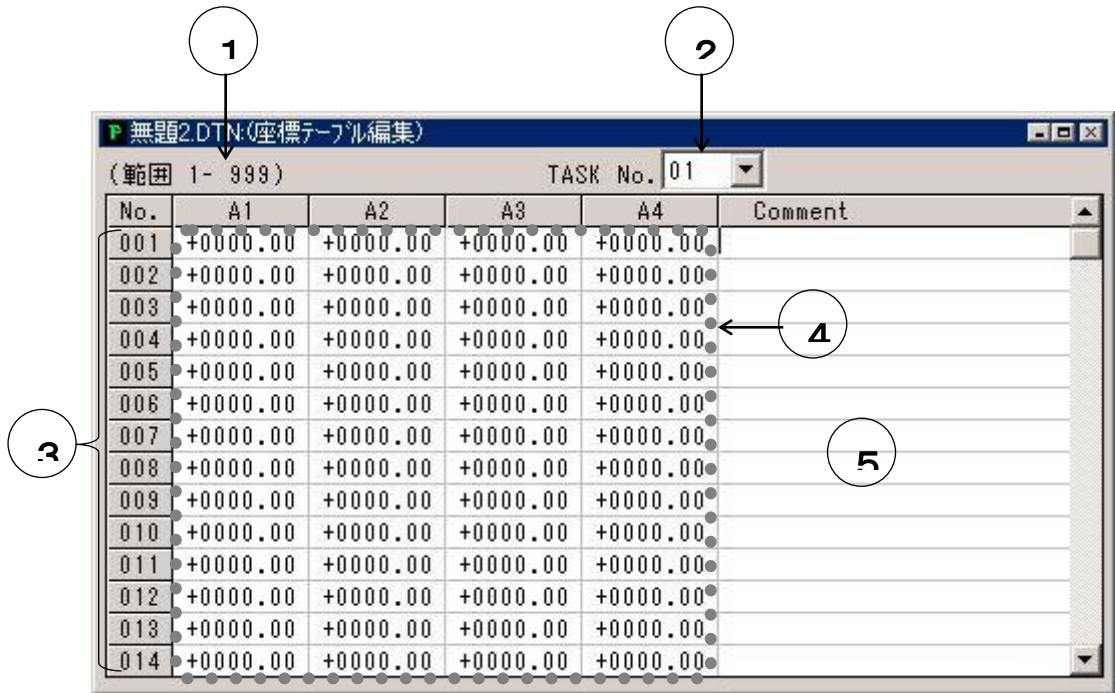 1 2
無題2.DTN:(座標テーブル編集)
(範囲 1- 999) TASK No. 01
No. A1 A2 A3 A4 Comment
001 +0000.00 +0000.00 +0000.00 +0000.00
002 +0000.00 +0000.00 +0000.00 +0000.00
003 +0000.00 +0000.00 +0000.00 +0000.00
4
004 +0000.00 +0000.00 +0000.00 +0000.00
005 +0000.00 +0000.00 +0000.00 +0000.00
006 +0000.00 +0000.00 +0000.00 +0000.00
007 +0000.00 +0000.00 +0000.00 +0000.00
3 5
008 +0000.00 +0000.00 +0000.00 +0000.00
009 +0000.00 +0000.00 +0000.00 +0000.00
010 +0000.00 +0000.00 +0000.00 +0000.00
011 +0000.00 +0000.00 +0000.00 +0000.00
012 +0000.00 +0000.00 +0000.00 +0000.00
013 +0000.00 +0000.00 +0000.00 +0000.00
014 +0000.00 +0000.00 +0000.00 +0000.00